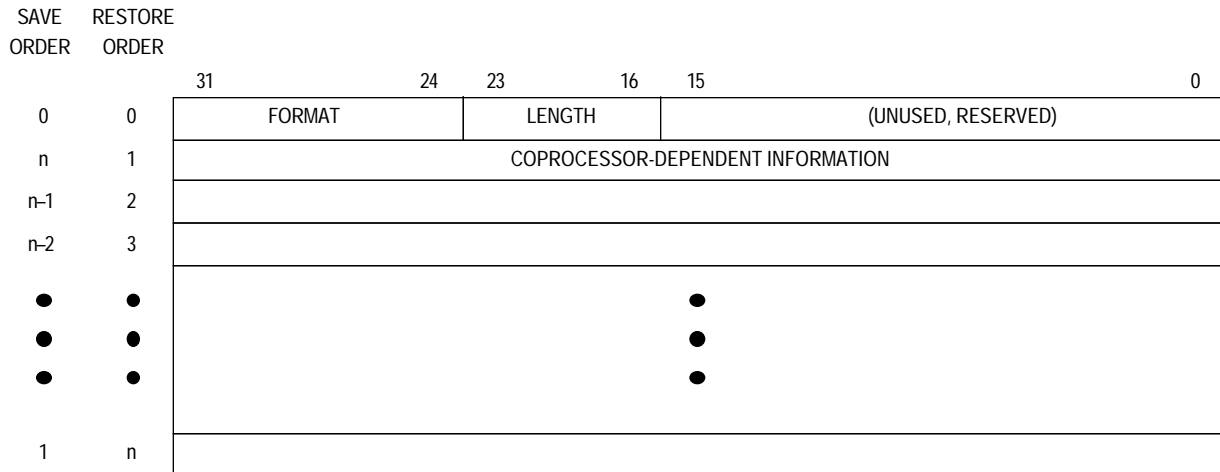 SAVE RESTORE
ORDER ORDER
31 24 23 16 15 0
0 0 FORMAT LENGTH (UNUSED, RESERVED)
n 1 COPROCESSOR-DEPENDENT INFORMATION
n–1 2
n–2 3
1 n